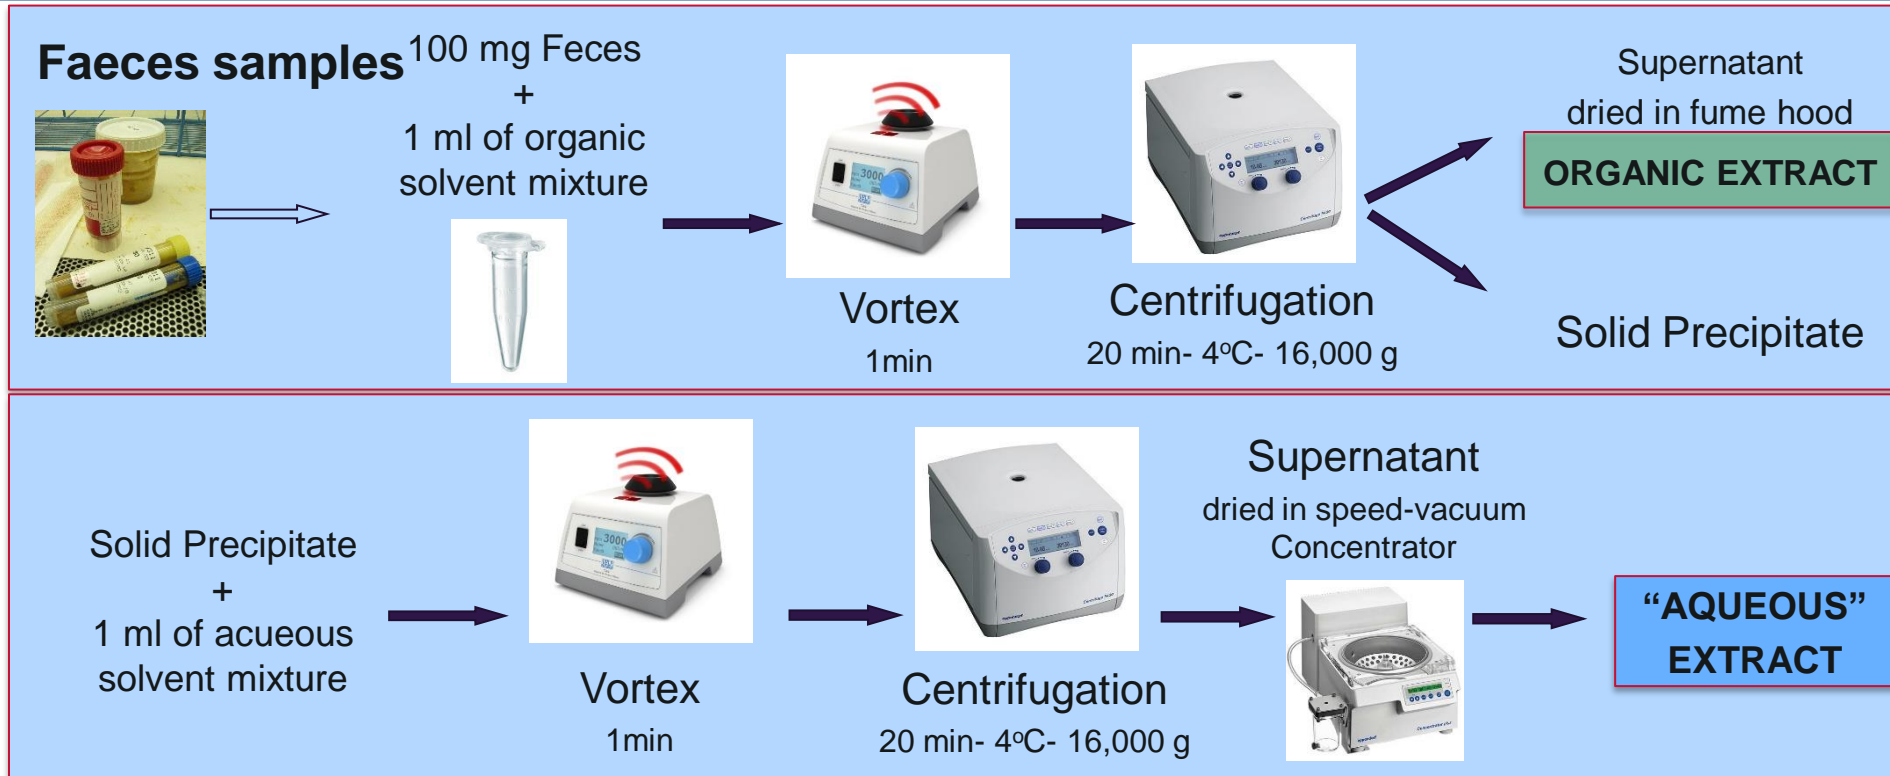 Faeces samples
100 mg Feces
+
1 ml of organic
solvent mixture
Vortex
1min
Centrifugation
20 min- 4ºC- 16,000 g
Supernatant
dried in fume hood
ORGANIC EXTRACT
Solid Precipitate
3000
Solid Precipitate
+
1 ml of acueous
solvent mixture
3000
Vortex
1min
Centrifugation
20 min- 4ºC- 16,000 g
Supernatant
dried in speed-vacuum
Concentrator
“AQUEOUS”
EXTRACT